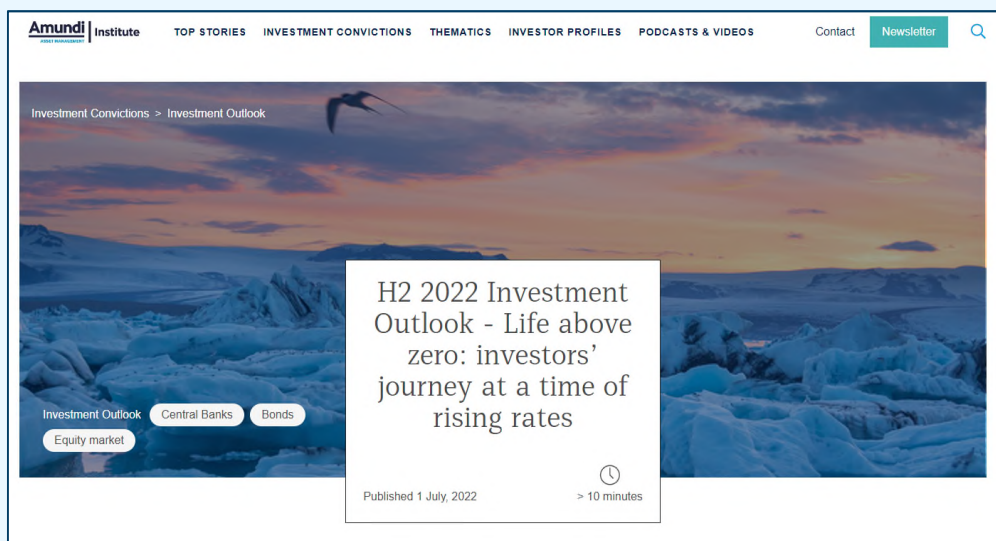 Amundi Institute
ASSET MANAGEMENT
TOP STORIES INVESTMENT CONVICTIONS THEMATICS INVESTOR PROFILES PODCASTS & VIDEOS Contact Newsletter
Investment Convictions > Investment Outlook
H2 2022 Investment
Outlook - Life above
zero: investors'
journey at a time of
rising rates
Investment Outlook Central Banks Bonds
Equity market
Published 1 July, 2022 > 10 minutes